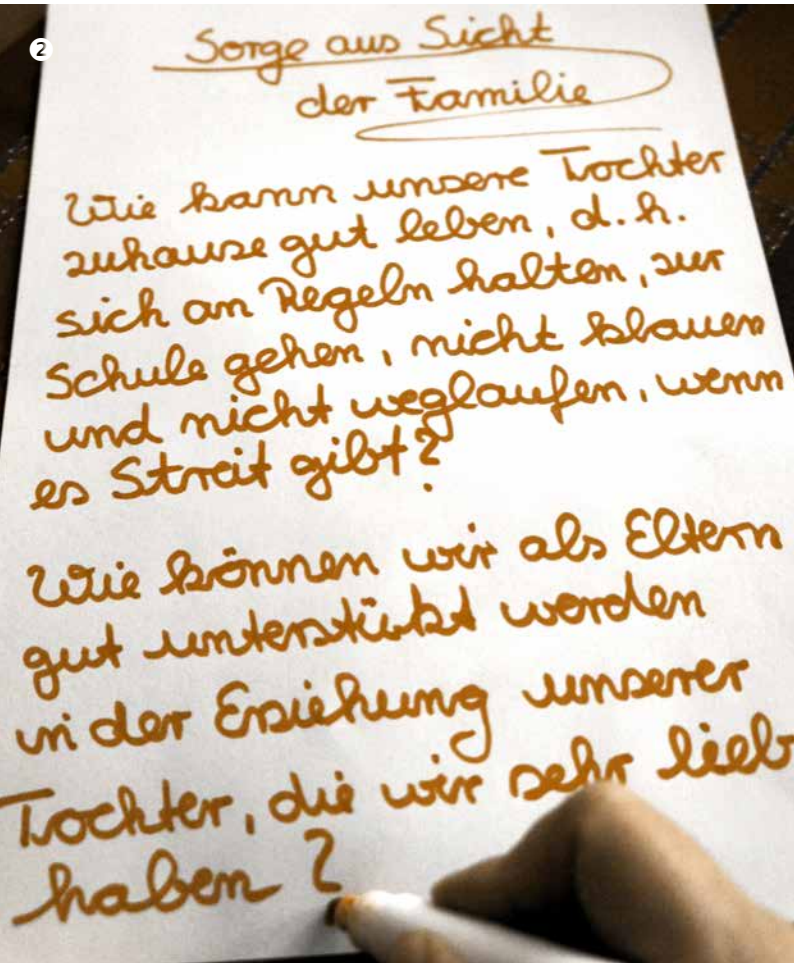 2
Sorge aus Sicht
der Familie
Wie kann unsere Tochter
zuhause gut leben, d. h.
sich an Regeln halten, zur
Schule gehen, nicht klauen
und nicht weglaufen, wenn
es Streit gibt?
Wie können wir als Eltern
gut unterstützt werden
in der Erziehung unserer
Tochter, die wir sehr lieb
haben?